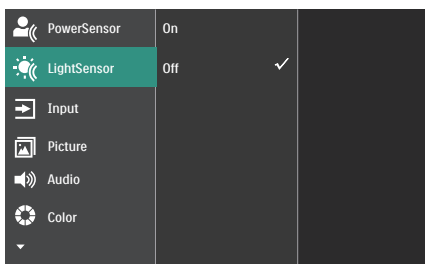 PowerSensor
On
LightSensor
Off
Input
Picture
Audio
Color